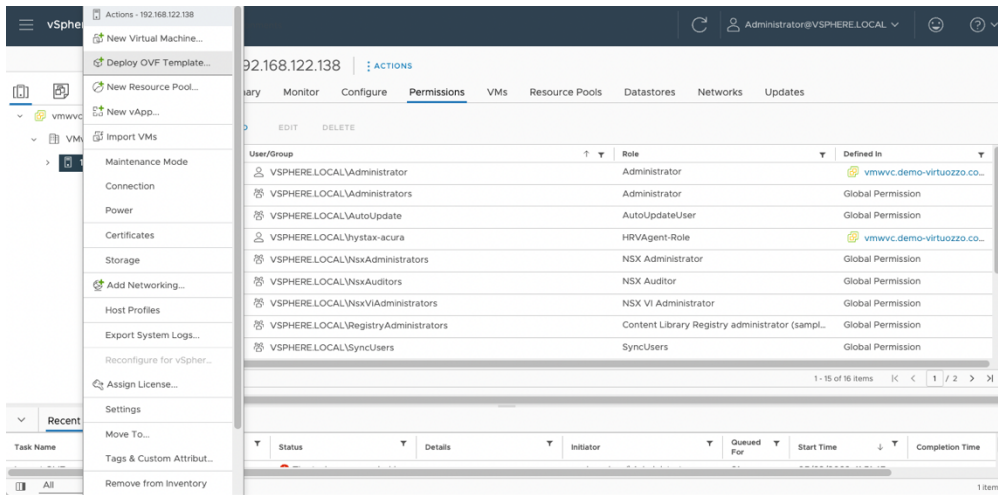 vSphe
Administrator@VSPHERE.LOCAL
Actions - 192.168.122.138
New Virtual Machine...
Deploy OVF Template...
New Resource Pool...
New vApp...
Import VMs
Maintenance Mode
Connection
Power
Certificates
Storage
Add Networking...
Host Profiles
Export System Logs...
Reconfigure for vSpher...
Assign License...
Settings
Move To...
Tags & Custom Attribut...
Remove from Inventory
vmwvc
VMv
92.168.122.138
ACTIONS
ary Monitor Configure Permissions VMs Resource Pools Datastores Networks Updates
EDIT DELETE
User/Group Role Defined In
VSPHERE.LOCAL\Administrator Administrator vmwvc.demo-virtuozzo.co...
VSPHERE.LOCAL\Administrators Administrator Global Permission
VSPHERE.LOCAL\AutoUpdate AutoUpdateUser Global Permission
VSPHERE.LOCAL\hystax-acura HRVAgent-Role vmwvc.demo-virtuozzo.co...
VSPHERE.LOCAL\NsxAdministrators NSX Administrator Global Permission
VSPHERE.LOCAL\NsxAuditors NSX Auditor Global Permission
VSPHERE.LOCAL\NsxViAdministrators NSX VI Administrator Global Permission
VSPHERE.LOCAL\RegistryAdministrators Content Library Registry administrator (sampl... Global Permission
VSPHERE.LOCAL\SyncUsers SyncUsers Global Permission
1 - 15 of 16 items 1 / 2
Recent
Task Name Status Details Initiator Queued For Start Time Completion Time
All
1 item